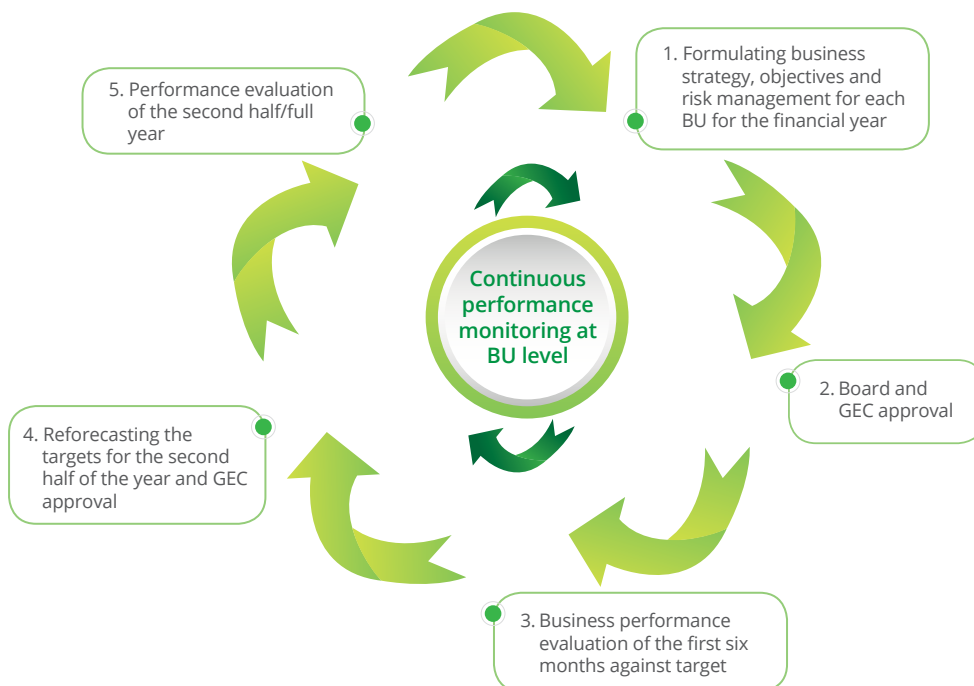 1. Formulating business
strategy, objectives and
risk management for each
BU for the financial year
2. Board and
GEC approval
3. Business performance
evaluation of the first six
months against target
4. Reforecasting the
targets for the second
half of the year and GEC
approval
5. Performance evaluation
of the second half/full
year
Continuous
performance
monitoring at
BU level